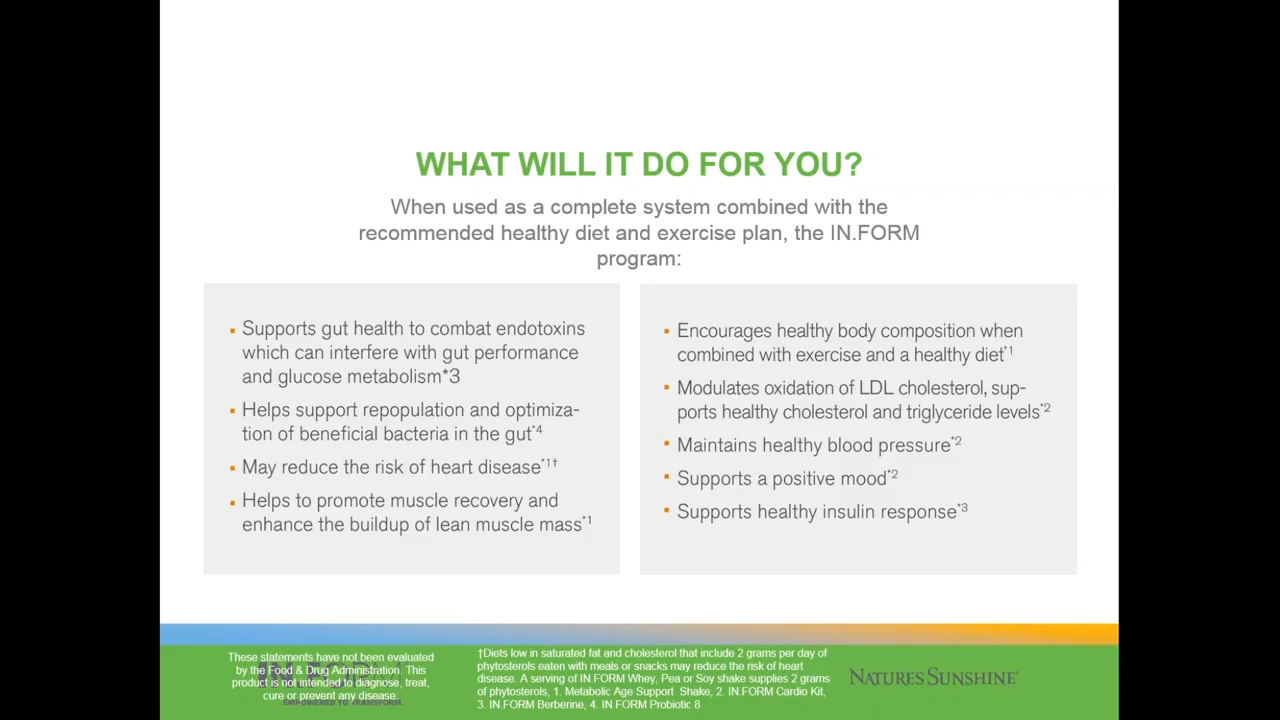 WHAT WILL IT DO FOR YOU?
When used as a complete system combined with the
recommended healthy diet and exercise plan, the IN.FORM
program:
▪ Supports gut health to combat endotoxins
which can interfere with gut performance
and glucose metabolism*3
▪ Helps support repopulation and optimiza-
tion of beneficial bacteria in the gut*4
▪ May reduce the risk of heart disease*1†
▪ Helps to promote muscle recovery and
enhance the buildup of lean muscle mass*1
▪ Encourages healthy body composition when
combined with exercise and a healthy diet*1
▪ Modulates oxidation of LDL cholesterol, sup-
ports healthy cholesterol and triglyceride levels*2
▪ Maintains healthy blood pressure*2
▪ Supports a positive mood*2
▪ Supports healthy insulin response*3
These statements have not been evaluated
by the Food & Drug Administration. This
product is not intended to diagnose, treat,
cure or prevent any disease.
IN.FORM
EMPOWERED TO TRANSFORM.
†Diets low in saturated fat and cholesterol that include 2 grams per day of
phytosterols eaten with meals or snacks may reduce the risk of heart
disease. A serving of IN.FORM Whey, Pea or Soy shake supplies 2 grams
of phytosterols, 1. Metabolic Age Support Shake, 2. IN.FORM Cardio Kit,
3. IN.FORM Berberine, 4. IN.FORM Probiotic 8
NATURE'S SUNSHINE